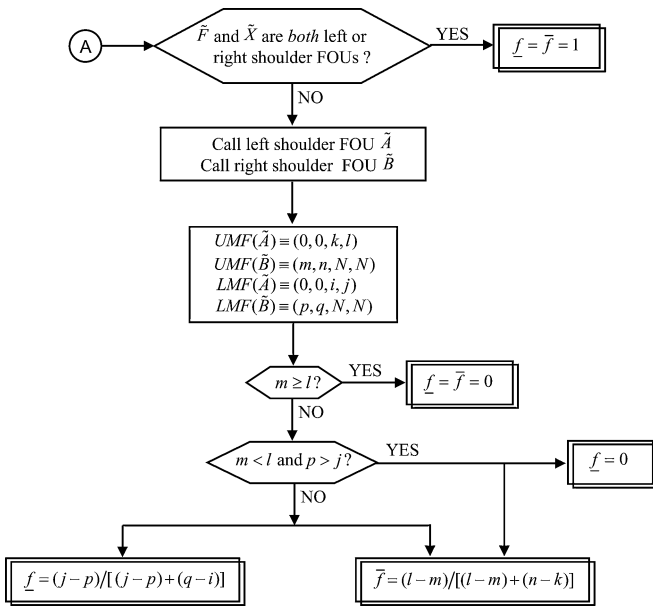 A
F̃ and X̃ are both left or
right shoulder FOUs ?
YES
f̲ = f̅ = 1
NO
Call left shoulder FOU Ã
Call right shoulder FOU B̃
UMF(Ã) ≡ (0,0,k,l)
UMF(B̃) ≡ (m,n,N,N)
LMF(Ã) ≡ (0,0,i,j)
LMF(B̃) ≡ (p,q,N,N)
m ≥ l?
YES
f̲ = f̅ = 0
NO
m < l and p > j?
YES
f̲ = 0
NO
f̲ = (j−p)/[(j−p)+(q−i)]
f̅ = (l−m)/[(l−m)+(n−k)]